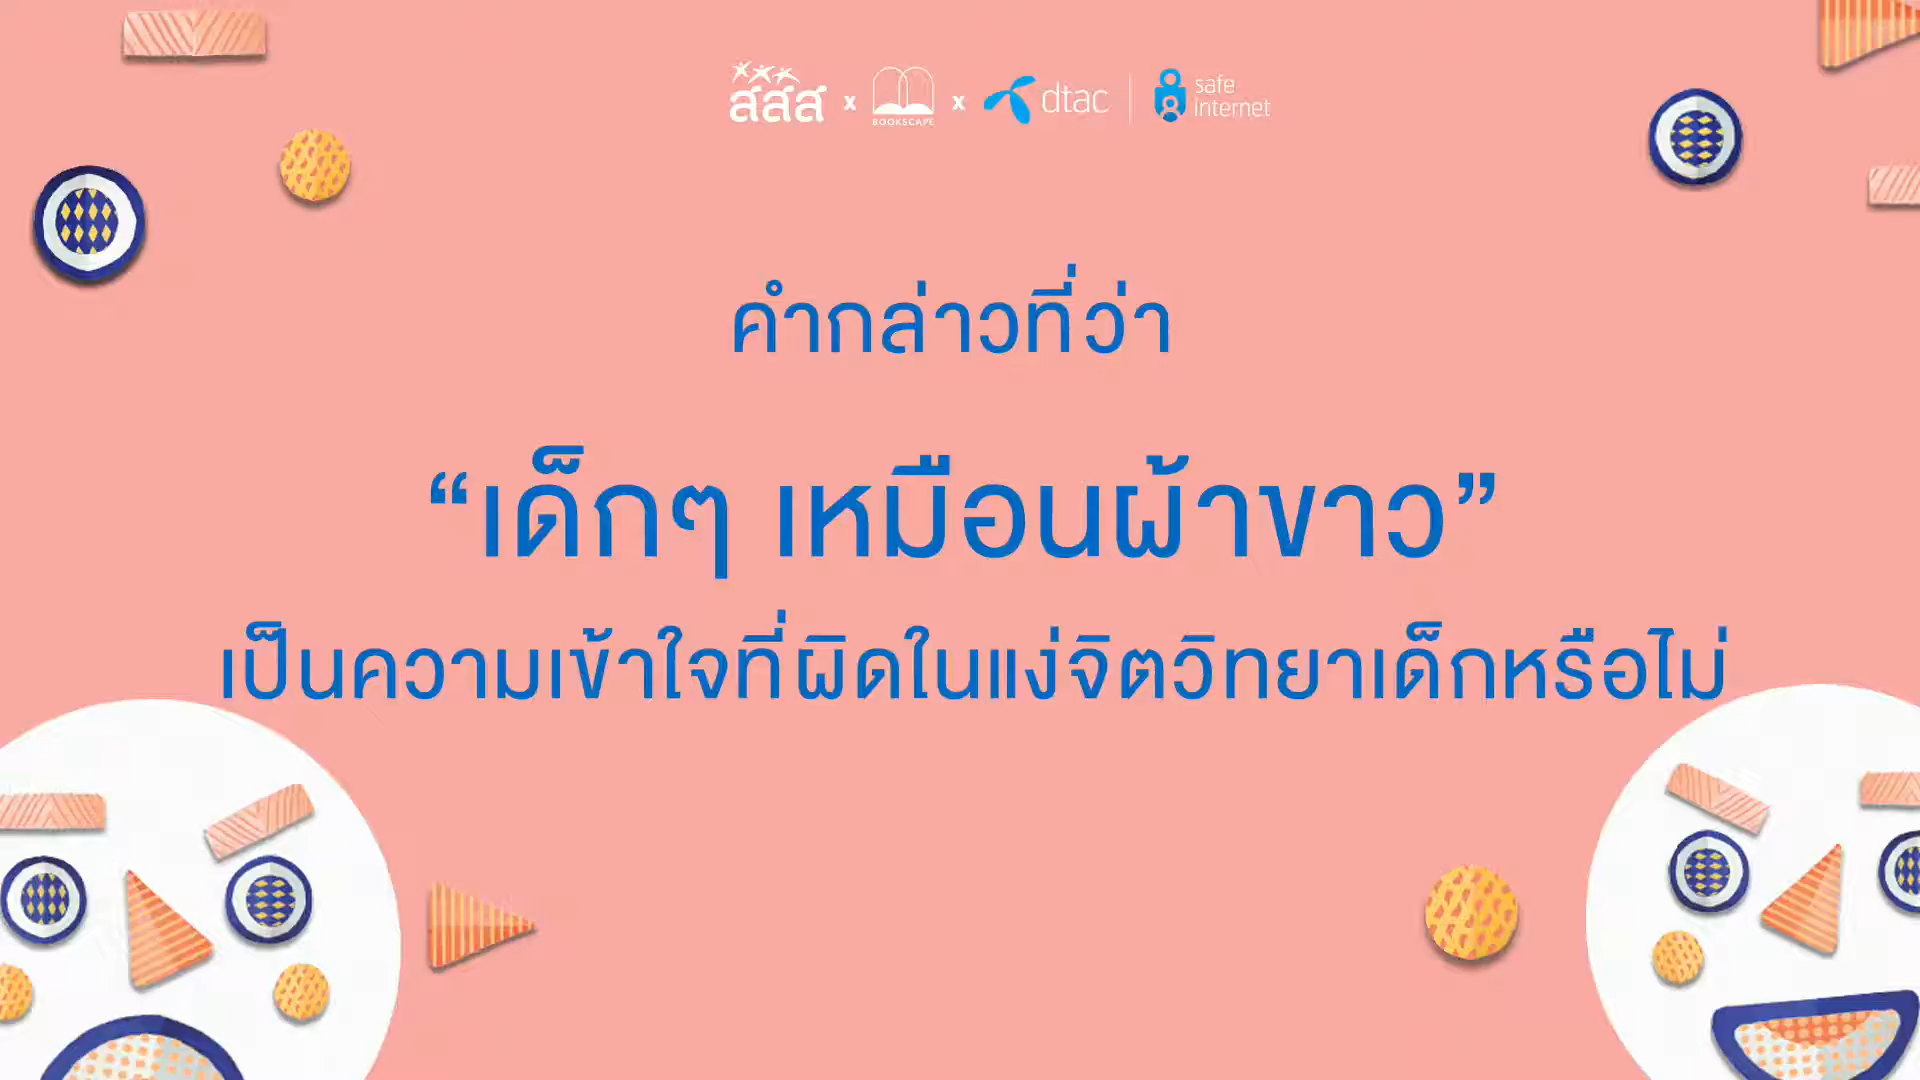 สสส x BOOKSCAPE x dtac | safe internet
คำกล่าวที่ว่า
“เด็กๆ เหมือนผ้าขาว”
เป็นความเข้าใจที่ผิดในแง่จิตวิทยาเด็กหรือไม่